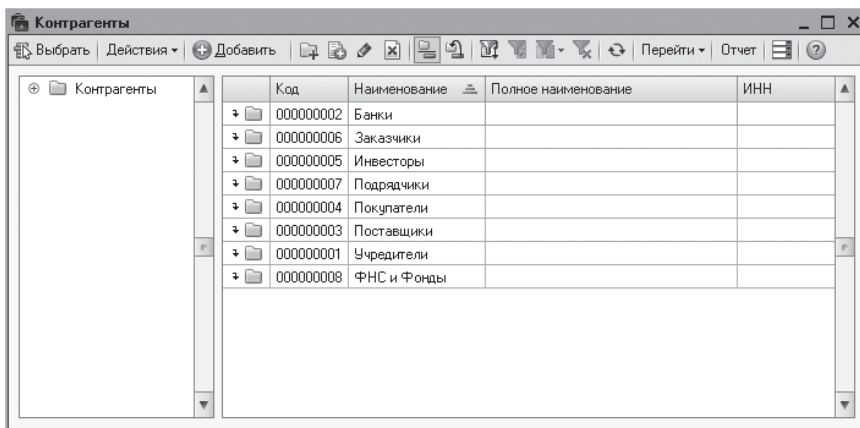 Контрагенты
Выбрать Действия Добавить Перейти Отчет ?
Контрагенты
Код Наименование Полное наименование ИНН
000000002 Банки
000000006 Заказчики
000000005 Инвесторы
000000007 Подрядчики
000000004 Покупатели
000000003 Поставщики
000000001 Учредители
000000008 ФНС и Фонды